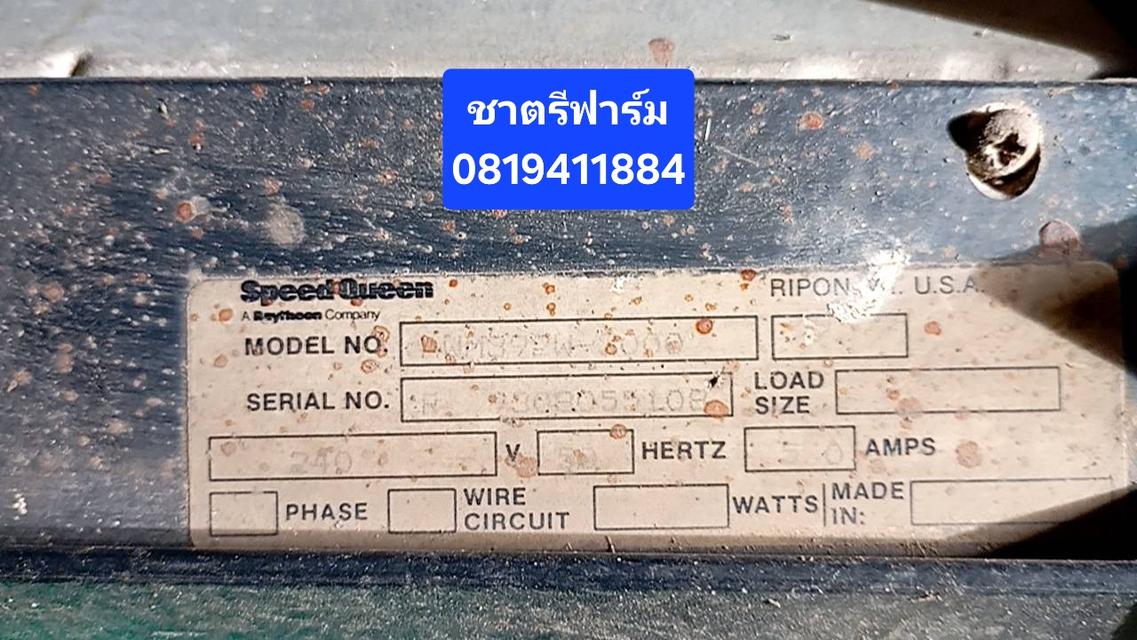 ชาตรีฟาร์ม
0819411884
Speed Queen
RIPON, U.S.A.
A Raytheon Company
MODEL NO.
SERIAL NO.
LOAD SIZE
240 V 50 HERTZ AMPS
PHASE WIRE CIRCUIT WATTS MADE IN: